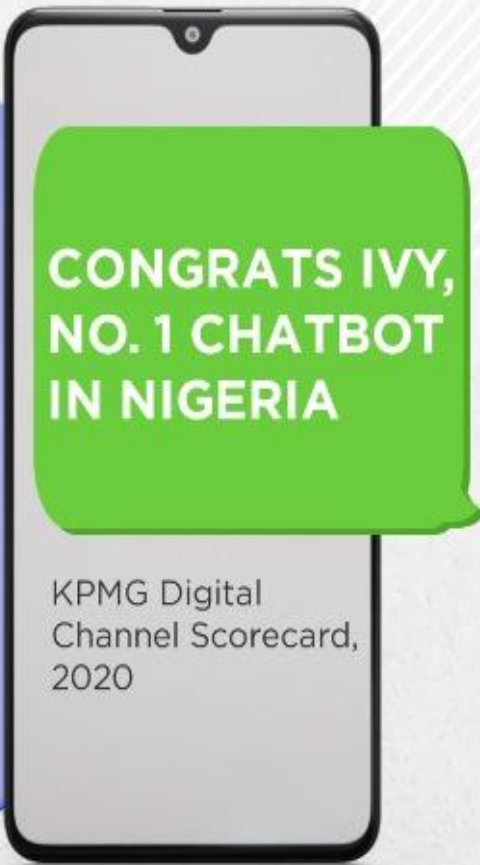 CONGRATS IVY,
NO. 1 CHATBOT
IN NIGERIA
KPMG Digital
Channel Scorecard,
2020